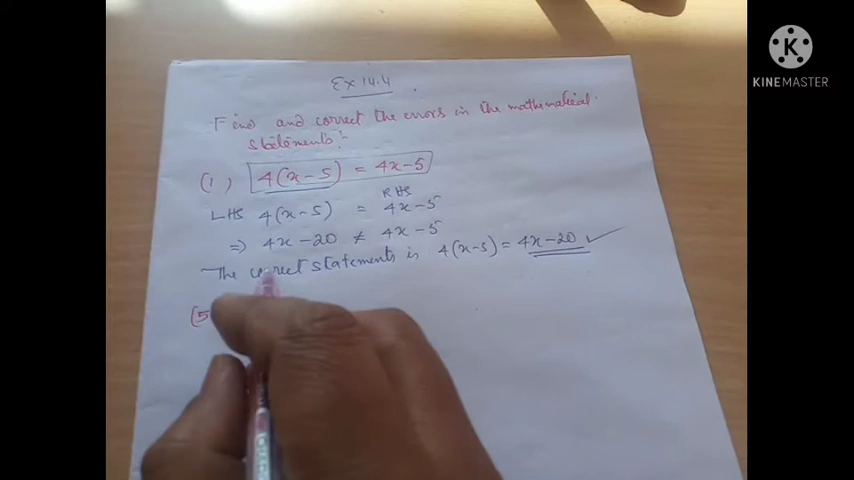 KINEMASTER
Ex 14.4
Find and correct the errors in the mathematical
statements:-
(1) 4(x-5) = 4x-5
RHS
LHS 4(x-5) = 4x-5
⇒ 4x-20 ≠ 4x-5
The correct statements is 4(x-5) = 4x-20 ✓
(5